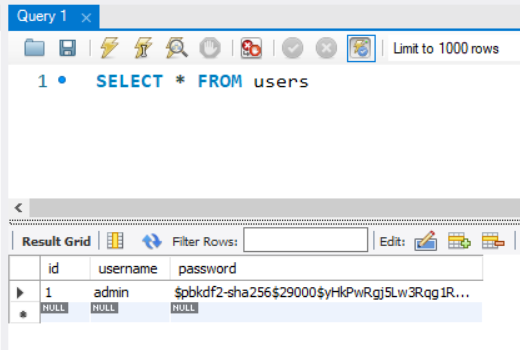 Query 1
Limit to 1000 rows
1 SELECT * FROM users
Result Grid Filter Rows: Edit:
id username password
1 admin $pbkdf2-sha256$29000$yHkPwRgj5Lw3Rqg1R...
NULL NULL NULL